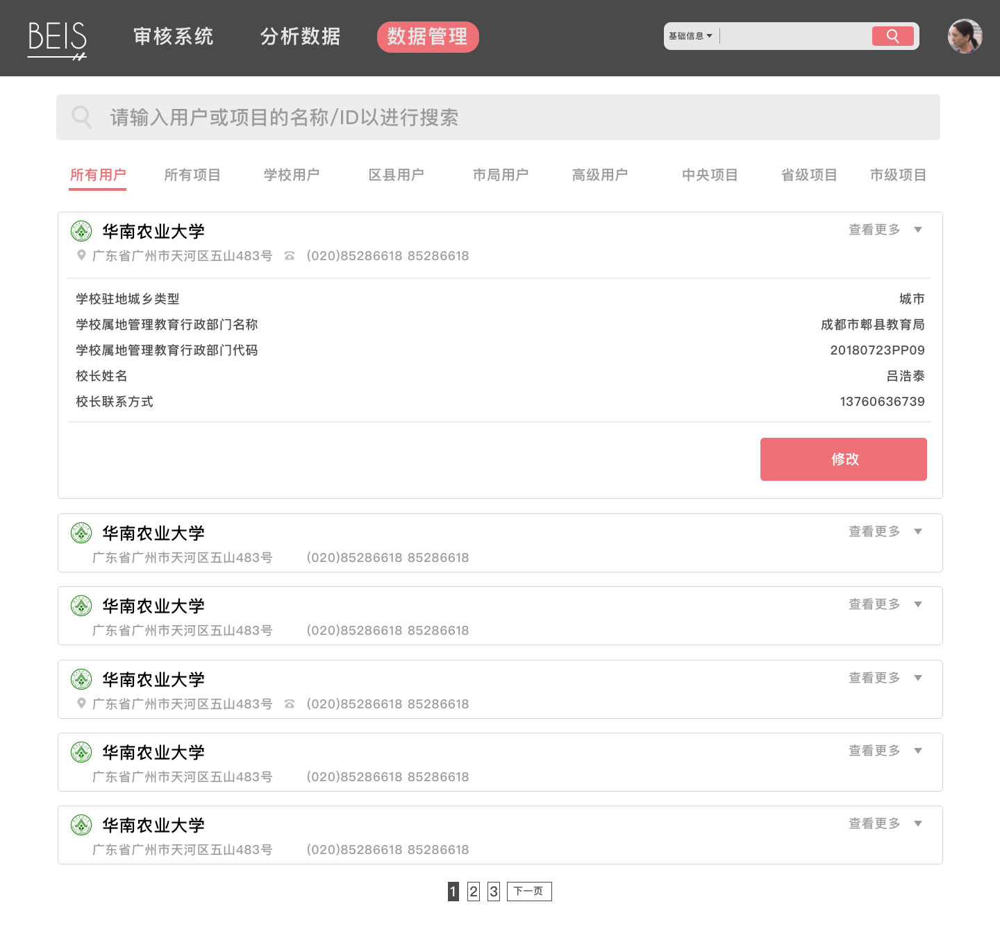 BEIS 审核系统 分析数据 数据管理 基础信息
请输入用户或项目的名称/ID以进行搜索
所有用户 所有项目 学校用户 区县用户 市局用户 高级用户 中央项目 省级项目 市级项目
华南农业大学 查看更多
广东省广州市天河区五山483号 (020)85286618 85286618
学校驻地城乡类型 城市
学校属地管理教育行政部门名称 成都市郫县教育局
学校属地管理教育行政部门代码 20180723PP09
校长姓名 吕浩泰
校长联系方式 13760636739
修改
华南农业大学 查看更多
广东省广州市天河区五山483号 (020)85286618 85286618
华南农业大学 查看更多
广东省广州市天河区五山483号 (020)85286618 85286618
华南农业大学 查看更多
广东省广州市天河区五山483号 (020)85286618 85286618
华南农业大学 查看更多
广东省广州市天河区五山483号 (020)85286618 85286618
华南农业大学 查看更多
广东省广州市天河区五山483号 (020)85286618 85286618
1 2 3 下一页